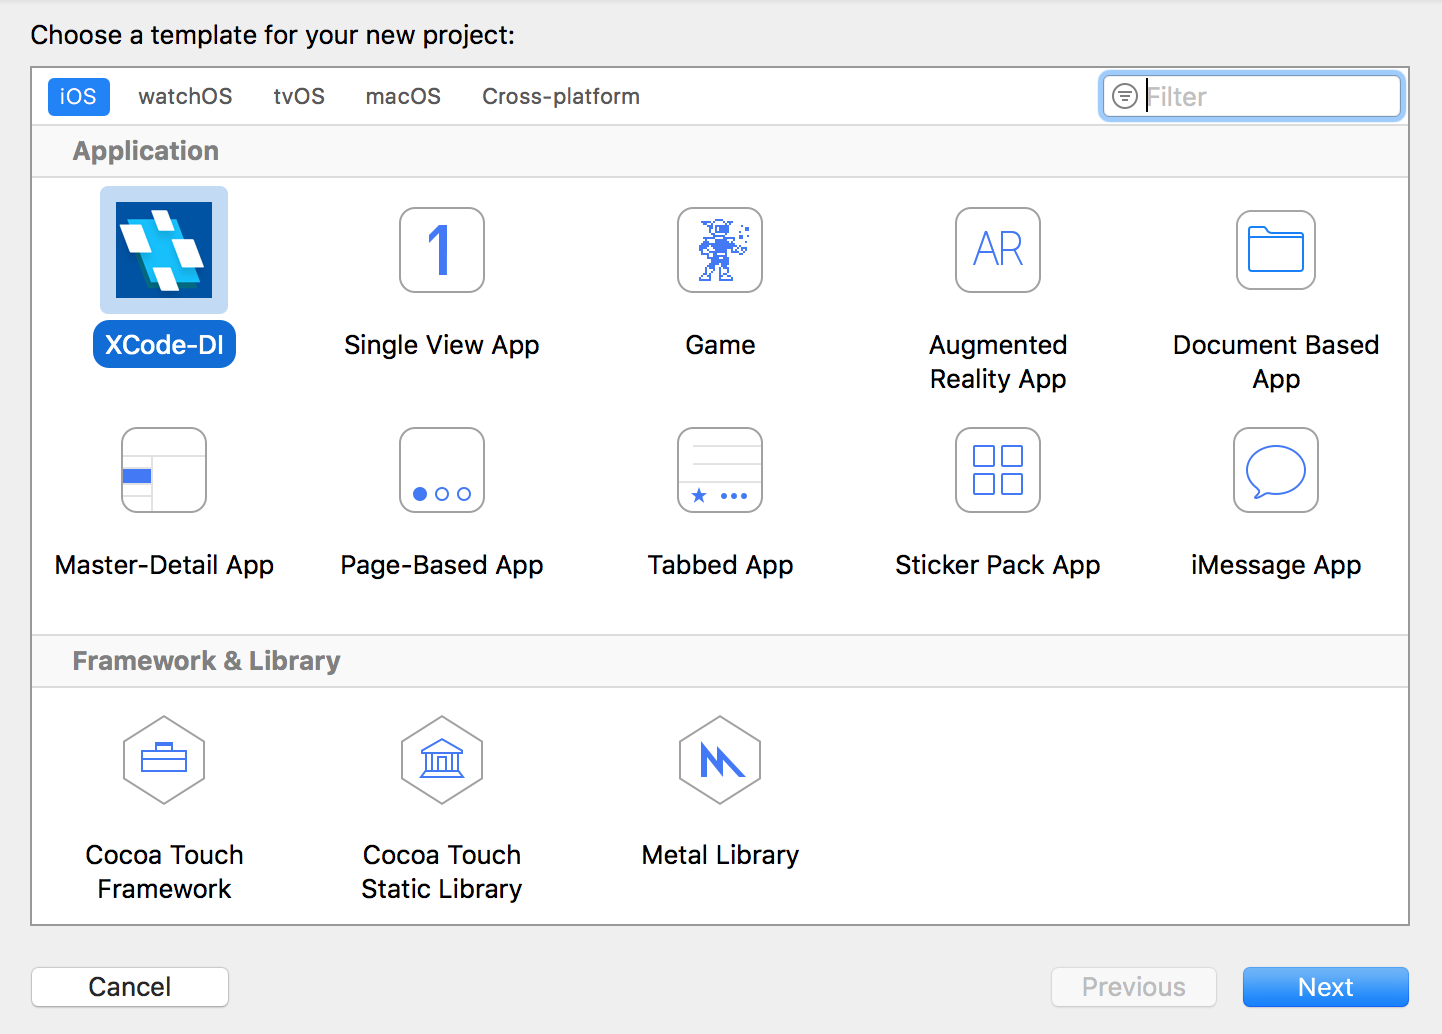 Choose a template for your new project:
iOS watchOS tvOS macOS Cross-platform Filter
Application
XCode-DI
1
Single View App
Game
AR
Augmented
Reality App
Document Based
App
Master-Detail App
Page-Based App
Tabbed App
Sticker Pack App
iMessage App
Framework & Library
Cocoa Touch
Framework
Cocoa Touch
Static Library
Metal Library
Cancel Previous Next